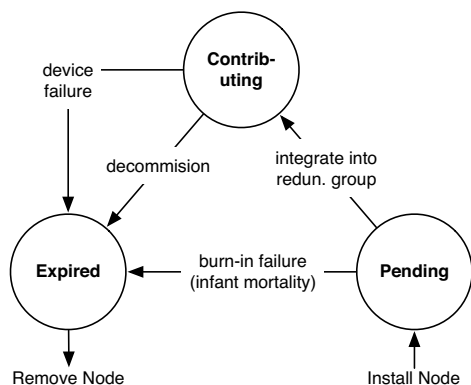 Contrib-
uting
device
failure
decommision
integrate into
redun. group
Expired
burn-in failure
(infant mortality)
Pending
Remove Node
Install Node